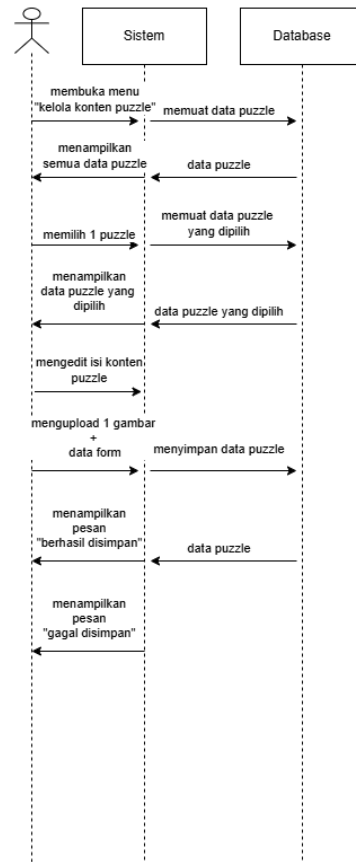 Sistem
Database
membuka menu
"kelola konten puzzle"
memuat data puzzle
menampilkan
semua data puzzle
data puzzle
memilih 1 puzzle
memuat data puzzle
yang dipilih
menampilkan
data puzzle yang
dipilih
data puzzle yang dipilih
mengedit isi konten
puzzle
mengupload 1 gambar
+
data form
menyimpan data puzzle
menampilkan
pesan
"berhasil disimpan"
data puzzle
menampilkan
pesan
"gagal disimpan"